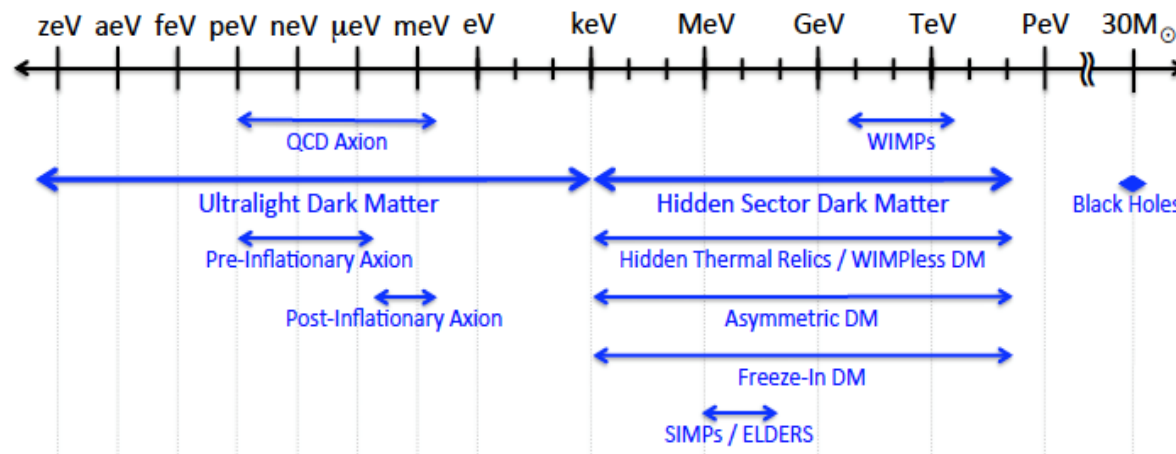 zeV aeV feV peV neV μeV meV eV keV MeV GeV TeV PeV 30M☉
QCD Axion WIMPs
Ultralight Dark Matter Hidden Sector Dark Matter Black Holes
Pre-Inflationary Axion Hidden Thermal Relics / WIMPless DM
Post-Inflationary Axion Asymmetric DM
Freeze-In DM
SIMPs / ELDERS